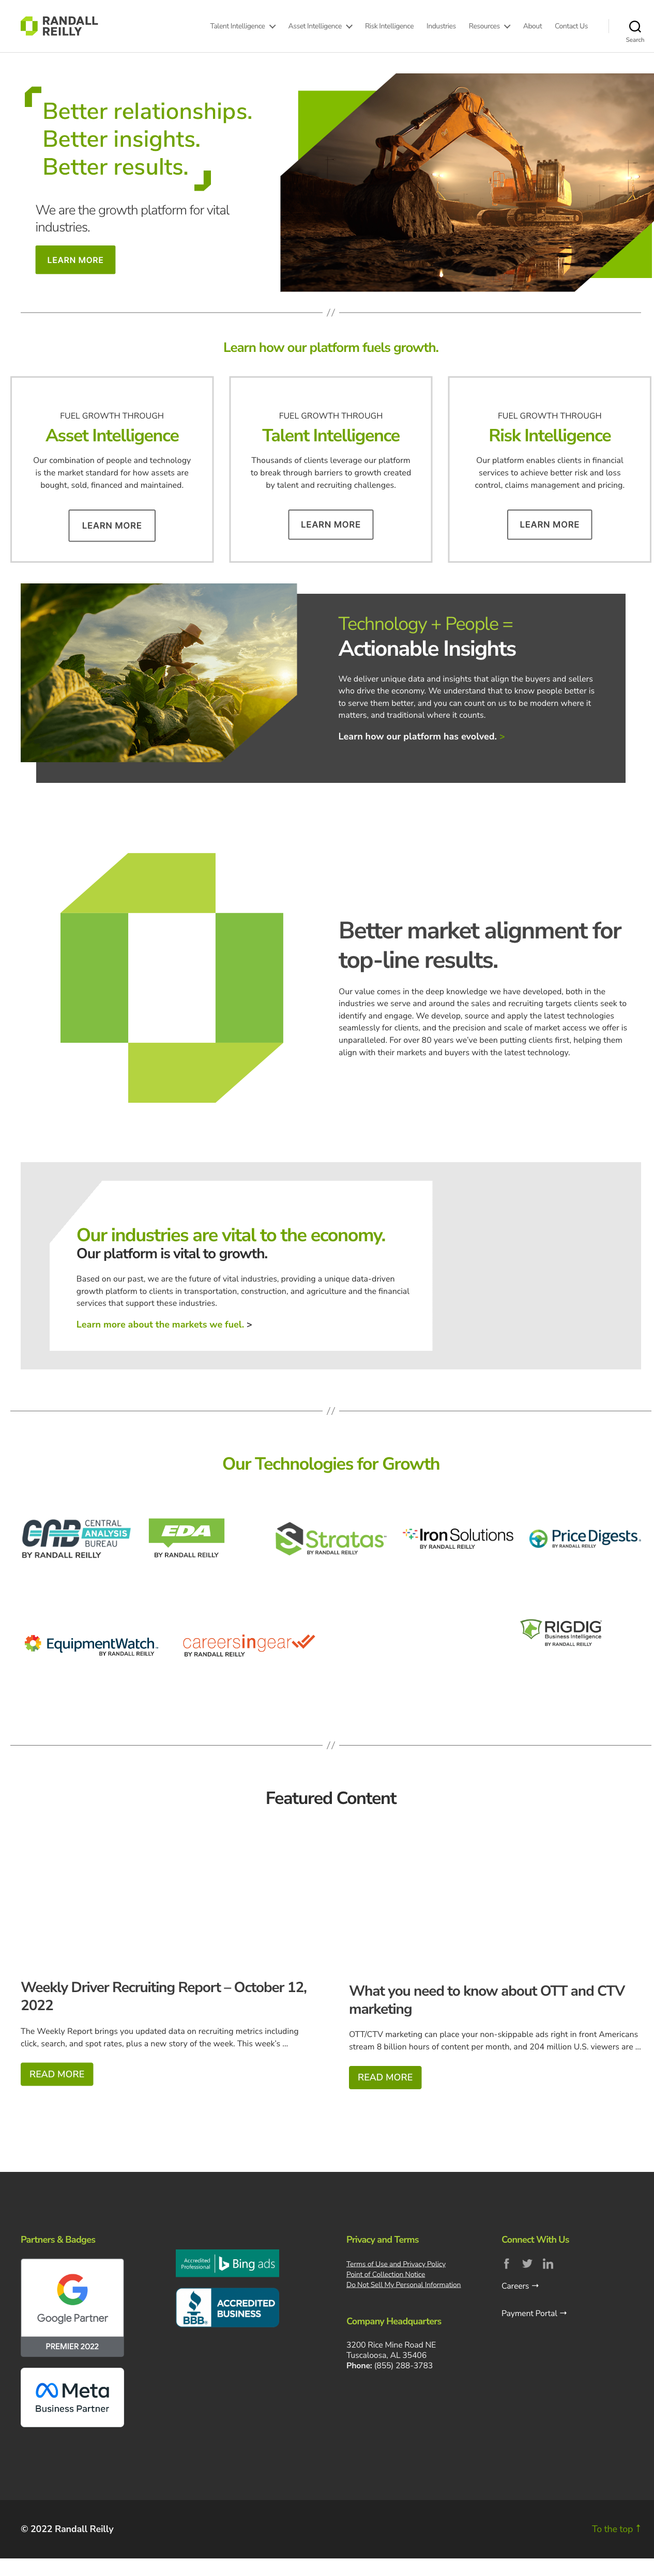 RANDALL
REILLY
Talent Intelligence
Asset Intelligence
Risk Intelligence
Industries
Resources
About
Contact Us
Search
Better relationships.
Better insights.
Better results.
We are the growth platform for vital
industries.
LEARN MORE
//
Learn how our platform fuels growth.
FUEL GROWTH THROUGH
Asset Intelligence
Our combination of people and technology
is the market standard for how assets are
bought, sold, financed and maintained.
LEARN MORE
FUEL GROWTH THROUGH
Talent Intelligence
Thousands of clients leverage our platform
to break through barriers to growth created
by talent and recruiting challenges.
LEARN MORE
FUEL GROWTH THROUGH
Risk Intelligence
Our platform enables clients in financial
services to achieve better risk and loss
control, claims management and pricing.
LEARN MORE
Technology + People =
Actionable Insights
We deliver unique data and insights that align the buyers and sellers
who drive the economy. We understand that to know people better is
to serve them better, and you can count on us to be modern where it
matters, and traditional where it counts.
Learn how our platform has evolved. >
Better market alignment for
top-line results.
Our value comes in the deep knowledge we have developed, both in the
industries we serve and around the sales and recruiting targets clients seek to
identify and engage. We develop, source and apply the latest technologies
seamlessly for clients, and the precision and scale of market access we offer is
unparalleled. For over 80 years we've been putting clients first, helping them
align with their markets and buyers with the latest technology.
Our industries are vital to the economy.
Our platform is vital to growth.
Based on our past, we are the future of vital industries, providing a unique data-driven
growth platform to clients in transportation, construction, and agriculture and the financial
services that support these industries.
Learn more about the markets we fuel. >
//
Our Technologies for Growth
CAB CENTRAL
ANALYSIS
BUREAU
BY RANDALL REILLY
EDA
BY RANDALL REILLY
Stratas
BY RANDALL REILLY
Iron Solutions
BY RANDALL REILLY
PriceDigests
BY RANDALL REILLY
EquipmentWatch
BY RANDALL REILLY
careersingear
BY RANDALL REILLY
RIGDIG
Business Intelligence
BY RANDALL REILLY
//
Featured Content
Weekly Driver Recruiting Report – October 12,
2022
The Weekly Report brings you updated data on recruiting metrics including
click, search, and spot rates, plus a new story of the week. This week's ...
READ MORE
What you need to know about OTT and CTV
marketing
OTT/CTV marketing can place your non-skippable ads right in front Americans
stream 8 billion hours of content per month, and 204 million U.S. viewers are ...
READ MORE
Partners & Badges
Google Partner
PREMIER 2022
Meta
Business Partner
Accredited
Professional
Bing ads
BBB
ACCREDITED
BUSINESS
Privacy and Terms
Terms of Use and Privacy Policy
Point of Collection Notice
Do Not Sell My Personal Information
Company Headquarters
3200 Rice Mine Road NE
Tuscaloosa, AL 35406
Phone: (855) 288-3783
Connect With Us
Careers →
Payment Portal →
© 2022 Randall Reilly
To the top ↑